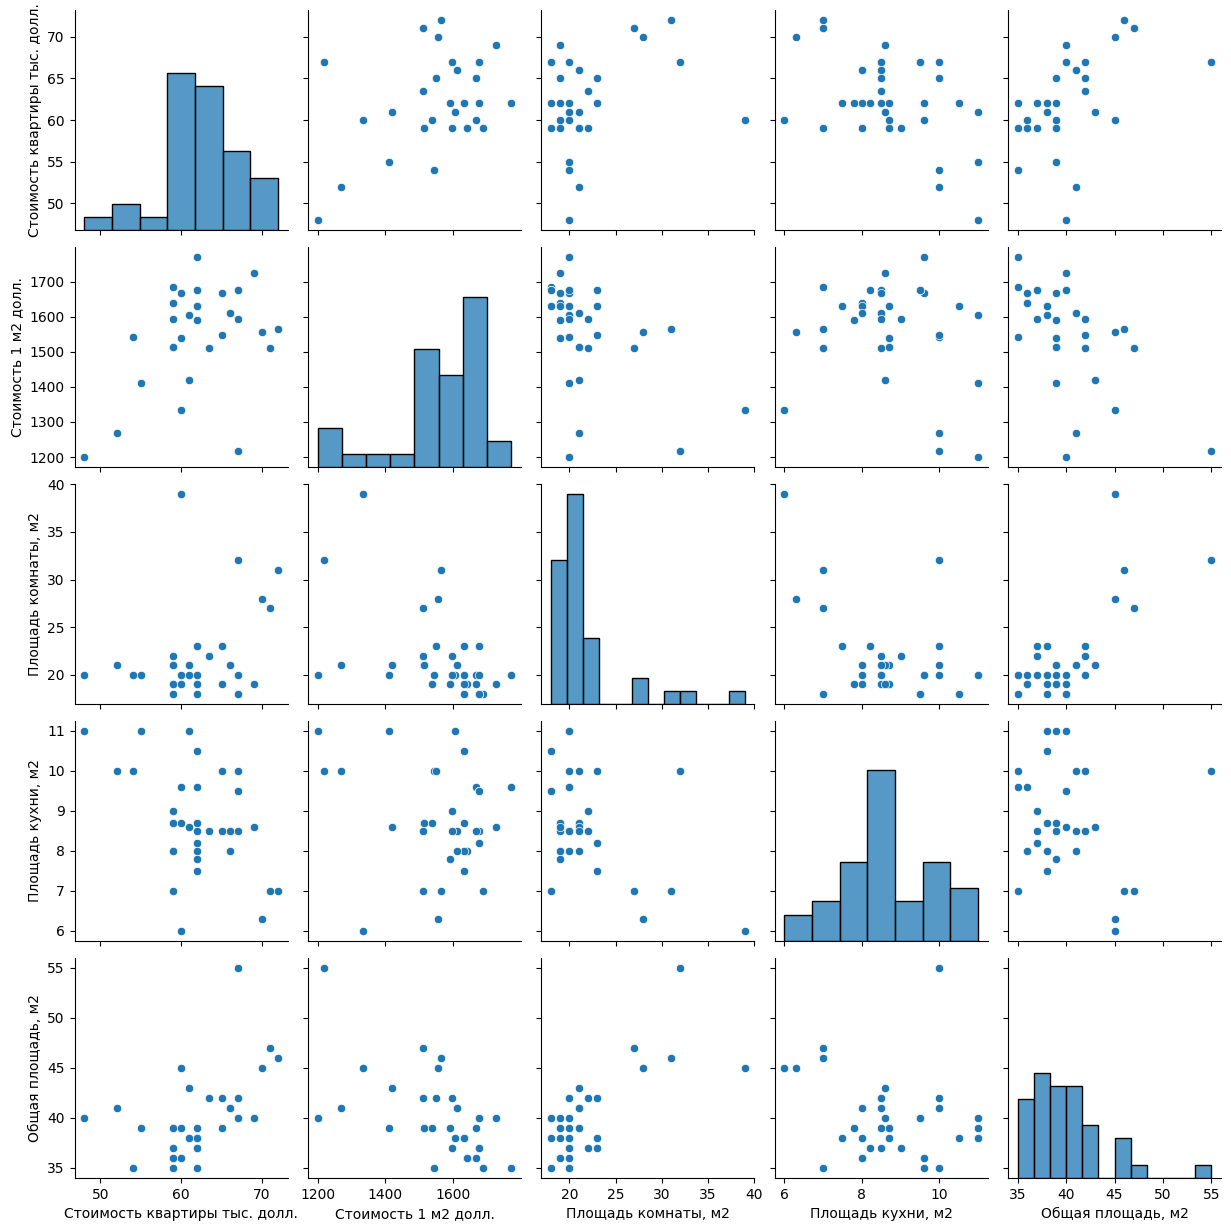 Стоимость квартиры тыс. долл.
70
65
60
55
50
Стоимость 1 м2 долл.
1700
1600
1500
1400
1300
1200
Площадь комнаты, м2
40
35
30
25
20
Площадь кухни, м2
11
10
9
8
7
6
Общая площадь, м2
55
50
45
40
35
50 60 70
1200 1400 1600
20 25 30 35 40
6 8 10
35 40 45 50 55
Стоимость квартиры тыс. долл.
Стоимость 1 м2 долл.
Площадь комнаты, м2
Площадь кухни, м2
Общая площадь, м2